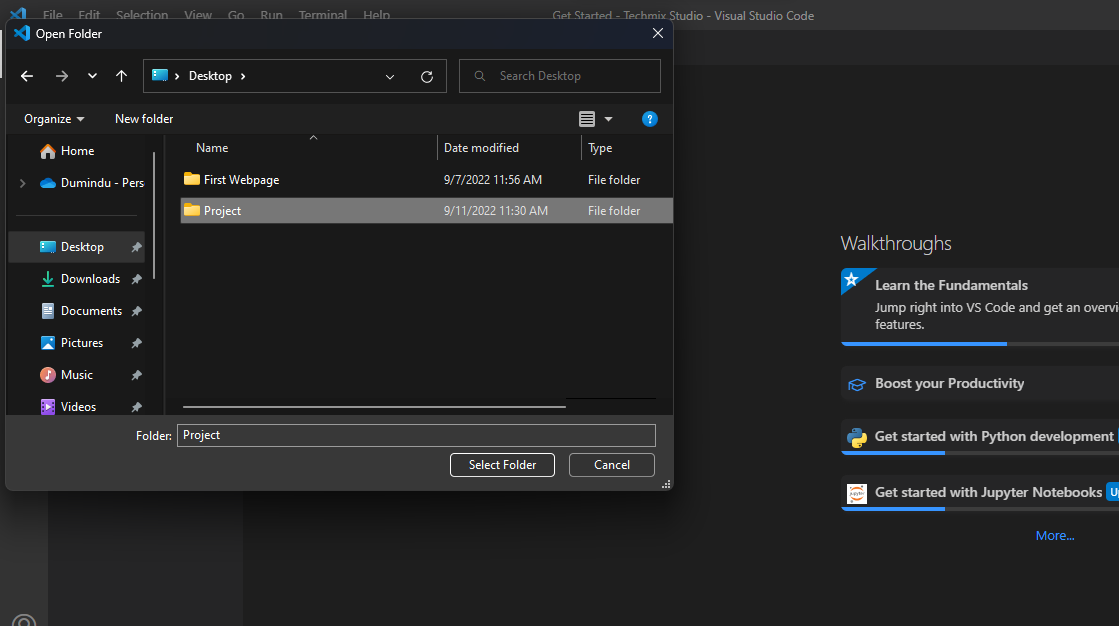 File Edit Selection View Go Run Terminal Help Get Started - Techmix Studio - Visual Studio Code
Open Folder
Desktop
Search Desktop
Organize New folder
Name Date modified Type
Home
Dumindu - Pers
Desktop
Downloads
Documents
Pictures
Music
Videos
First Webpage 9/7/2022 11:56 AM File folder
Project 9/11/2022 11:30 AM File folder
Folder: Project
Select Folder Cancel
Walkthroughs
Learn the Fundamentals
Jump right into VS Code and get an overvi
features.
Boost your Productivity
Get started with Python development
Get started with Jupyter Notebooks Up
More...